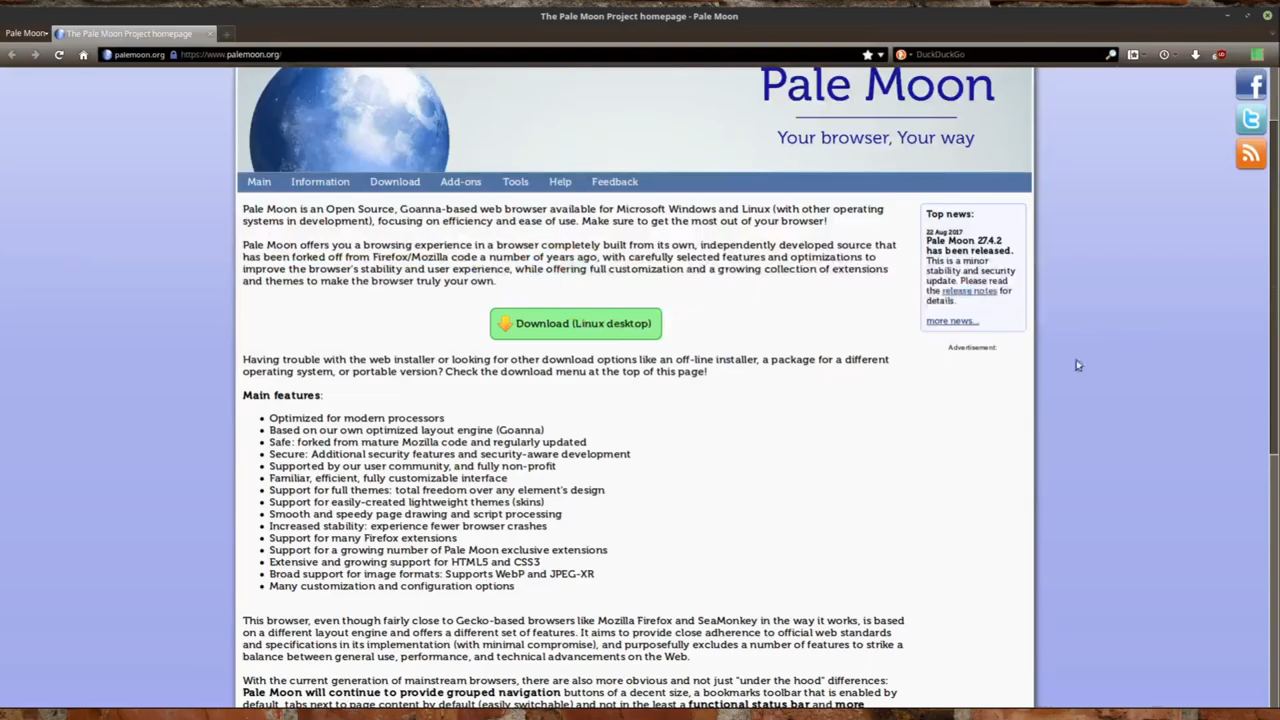 The Pale Moon Project homepage - Pale Moon
Pale Moon
The Pale Moon Project homepage
palemoon.org
https://www.palemoon.org/
DuckDuckGo
Pale Moon
Your browser, Your way
Main
Information
Download
Add-ons
Tools
Help
Feedback
Pale Moon is an Open Source, Goanna-based web browser available for Microsoft Windows and Linux (with other operating
systems in development), focusing on efficiency and ease of use. Make sure to get the most out of your browser!
Pale Moon offers you a browsing experience in a browser completely built from its own, independently developed source that
has been forked off from Firefox/Mozilla code a number of years ago, with carefully selected features and optimizations to
improve the browser's stability and user experience, while offering full customization and a growing collection of extensions
and themes to make the browser truly your own.
Download (Linux desktop)
Having trouble with the web installer or looking for other download options like an off-line installer, a package for a different
operating system, or portable version? Check the download menu at the top of this page!
Main features:
• Optimized for modern processors
• Based on our own optimized layout engine (Goanna)
• Safe: forked from mature Mozilla code and regularly updated
• Secure: Additional security features and security-aware development
• Supported by our user community, and fully non-profit
• Familiar, efficient, fully customizable interface
• Support for full themes: total freedom over any element's design
• Support for easily-created lightweight themes (skins)
• Smooth and speedy page drawing and script processing
• Increased stability: experience fewer browser crashes
• Support for many Firefox extensions
• Support for a growing number of Pale Moon exclusive extensions
• Extensive and growing support for HTML5 and CSS3
• Broad support for image formats: Supports WebP and JPEG-XR
• Many customization and configuration options
This browser, even though fairly close to Gecko-based browsers like Mozilla Firefox and SeaMonkey in the way it works, is based
on a different layout engine and offers a different set of features. It aims to provide close adherence to official web standards
and specifications in its implementation (with minimal compromise), and purposefully excludes a number of features to strike a
balance between general use, performance, and technical advancements on the Web.
With the current generation of mainstream browsers, there are also more obvious and not just "under the hood" differences:
Pale Moon will continue to provide grouped navigation buttons of a decent size, a bookmarks toolbar that is enabled by
default, tabs next to page content by default (easily switchable) and not in the least a functional status bar and more
Top news:
22 Aug 2017
Pale Moon 27.4.2
has been released.
This is a minor
stability and security
update. Please read
the release notes for
details.
more news...
Advertisement: